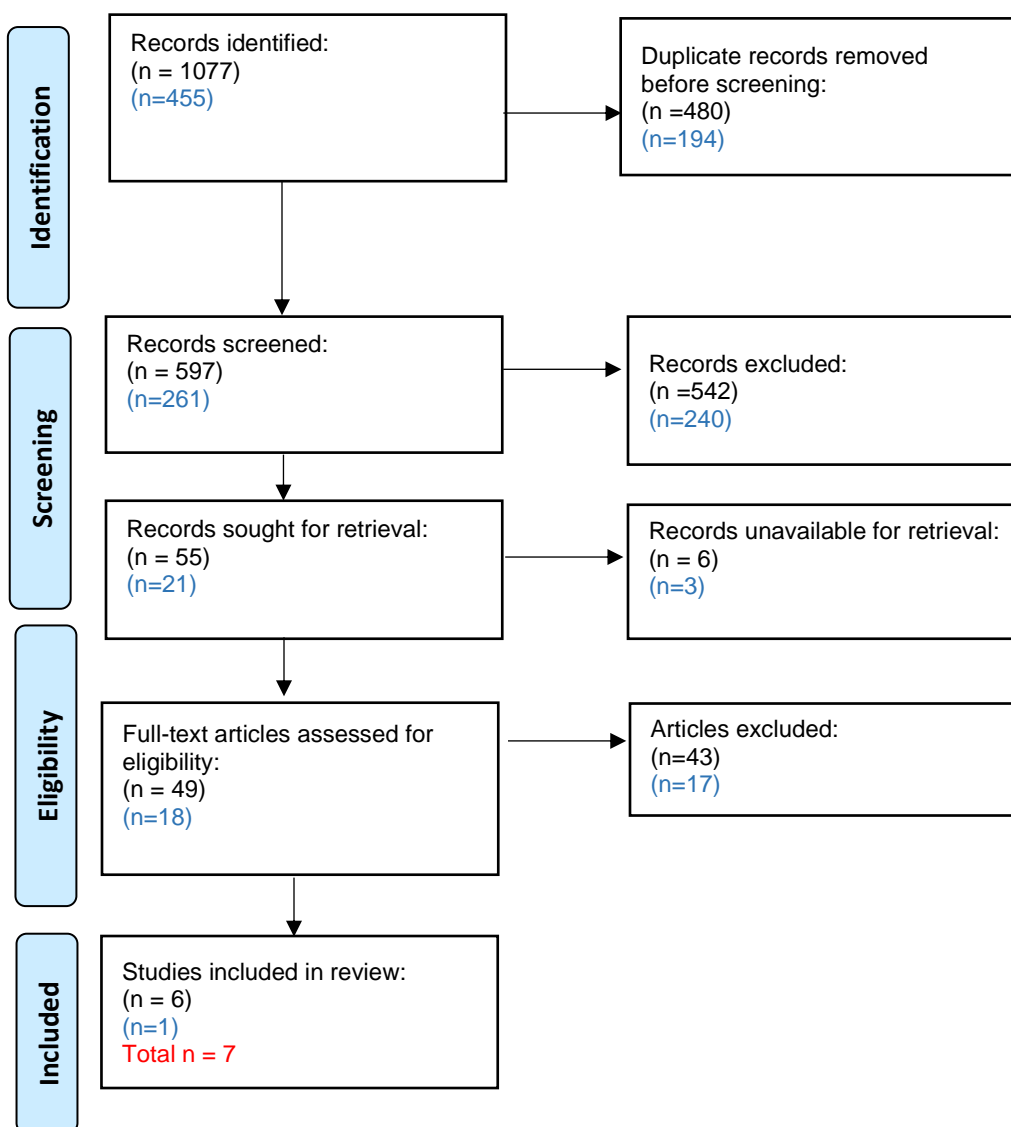 Identification
Records identified:
(n = 1077)
(n=455)
Duplicate records removed
before screening:
(n =480)
(n=194)
Screening
Records screened:
(n = 597)
(n=261)
Records excluded:
(n =542)
(n=240)
Records sought for retrieval:
(n = 55)
(n=21)
Records unavailable for retrieval:
(n = 6)
(n=3)
Eligibility
Full-text articles assessed for
eligibility:
(n = 49)
(n=18)
Articles excluded:
(n=43)
(n=17)
Included
Studies included in review:
(n = 6)
(n=1)
Total n = 7